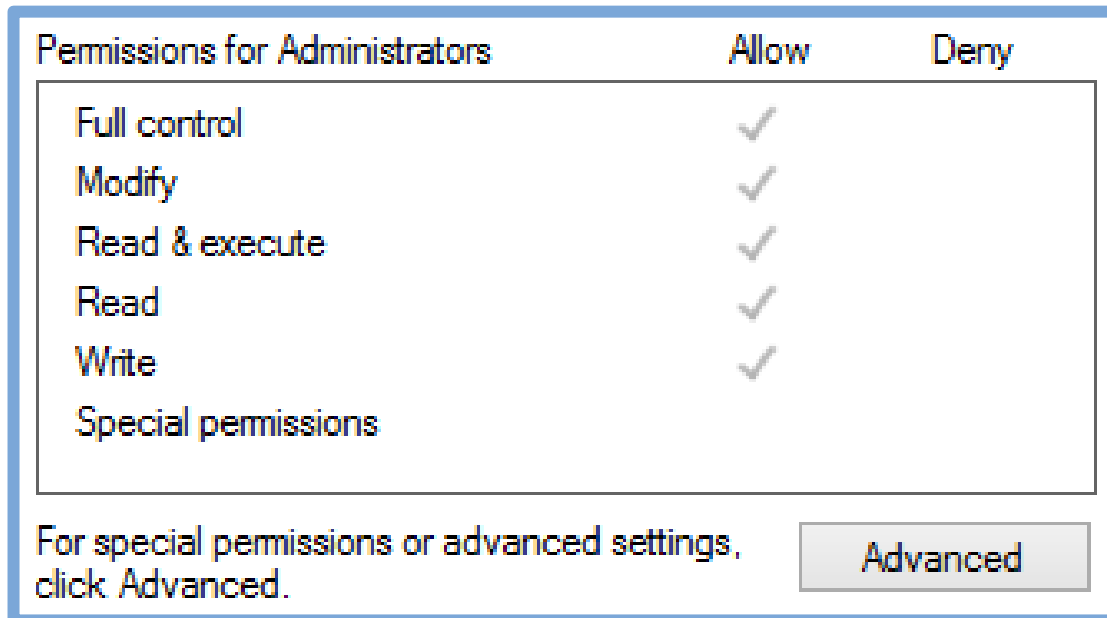 Permissions for Administrators Allow Deny
Full control
Modify
Read & execute
Read
Write
Special permissions
For special permissions or advanced settings,
click Advanced.
Advanced